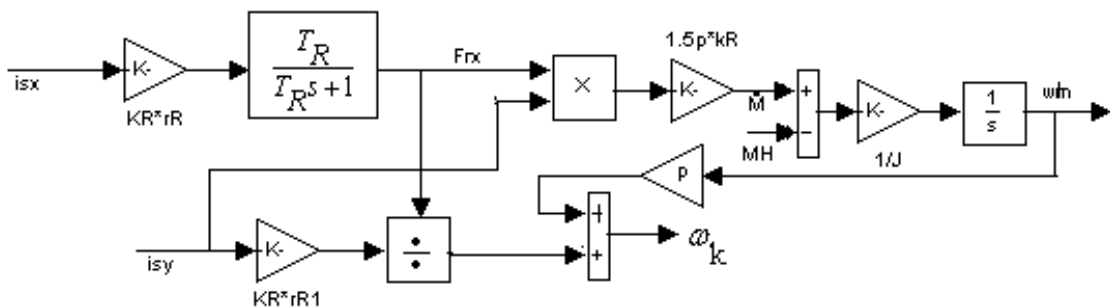 isx
K-
KR*rR
T_R
T_R s+1
Frx
×
1.5p*kR
K-
M
+
−
MH
K-
1/J
1
s
wm
p
isy
K-
KR*rR1
÷
+
+
ω_k